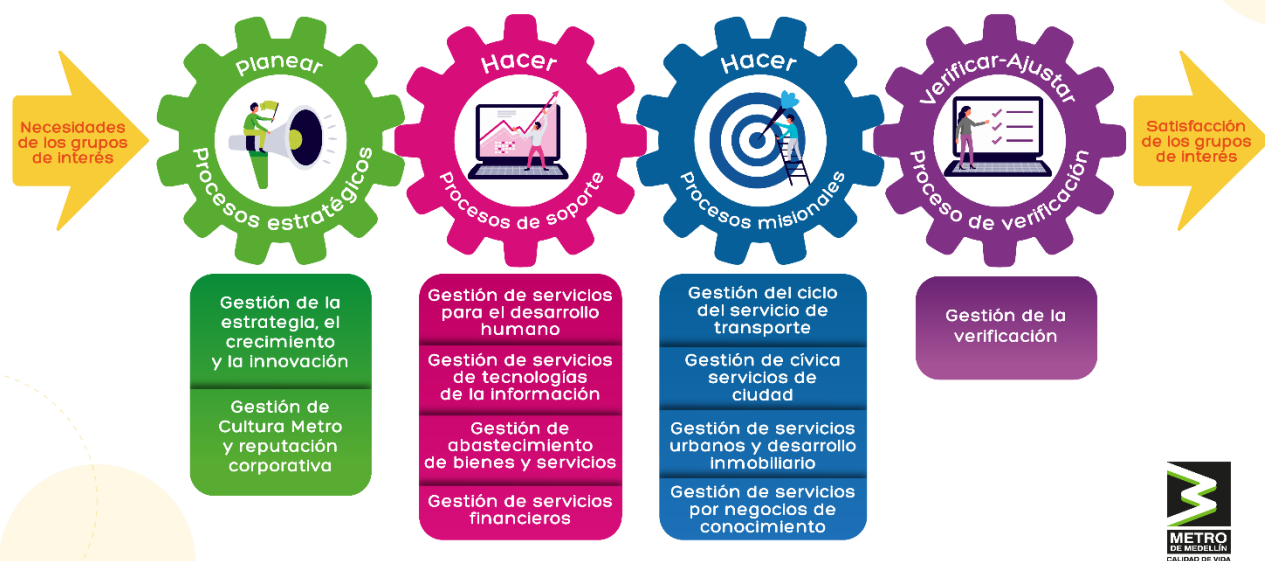 Necesidades
de los grupos
de interés
Planear
Procesos estratégicos
Hacer
Procesos de soporte
Hacer
Procesos misionales
Verificar-Ajustar
Proceso de verificación
Satisfacción
de los grupos
de interés
Gestión de la
estrategia, el
crecimiento
y la innovación
Gestión de
Cultura Metro
y reputación
corporativa
Gestión de servicios
para el desarrollo
humano
Gestión de servicios
de tecnologías
de la información
Gestión de
abastecimiento
de bienes y servicios
Gestión de servicios
financieros
Gestión del ciclo
del servicio de
transporte
Gestión de cívica
servicios de
ciudad
Gestión de servicios
urbanos y desarrollo
inmobiliario
Gestión de servicios
por negocios de
conocimiento
Gestión de la
verificación
METRO
DE MEDELLÍN
CALIDAD DE VIDA